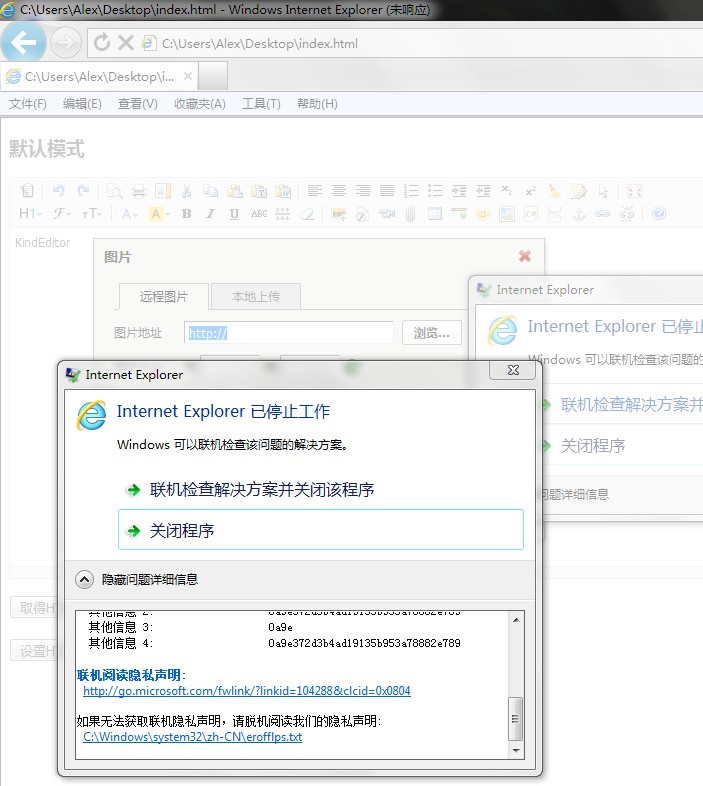 C:\Users\Alex\Desktop\index.html - Windows Internet Explorer (未响应)
C:\Users\Alex\Desktop\index.html
C:\Users\Alex\Desktop\i...
文件(F) 编辑(E) 查看(V) 收藏夹(A) 工具(T) 帮助(H)
默认模式
H1 F TT A A B I U ABC
KindEditor
图片
远程图片 本地上传
图片地址 http:// 浏览...
Internet Explorer
Internet Explorer 已停止
Windows 可以联机检查该问题的
联机检查解决方案并
关闭程序
问题详细信息
Internet Explorer
Internet Explorer 已停止工作
Windows 可以联机检查该问题的解决方案。
联机检查解决方案并关闭该程序
关闭程序
隐藏问题详细信息
取得H
设置H
其他信息 2: 0a9e372d3b4ad19135b953a78882e789
其他信息 3: 0a9e
其他信息 4: 0a9e372d3b4ad19135b953a78882e789
联机阅读隐私声明:
http://go.microsoft.com/fwlink/?linkid=104288&clcid=0x0804
如果无法获取联机隐私声明，请脱机阅读我们的隐私声明:
C:\Windows\system32\zh-CN\erofflps.txt